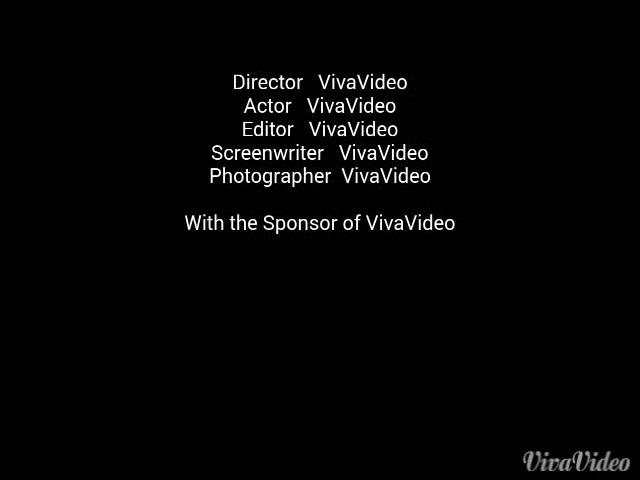 Director VivaVideo
Actor VivaVideo
Editor VivaVideo
Screenwriter VivaVideo
Photographer VivaVideo
With the Sponsor of VivaVideo
VivaVideo